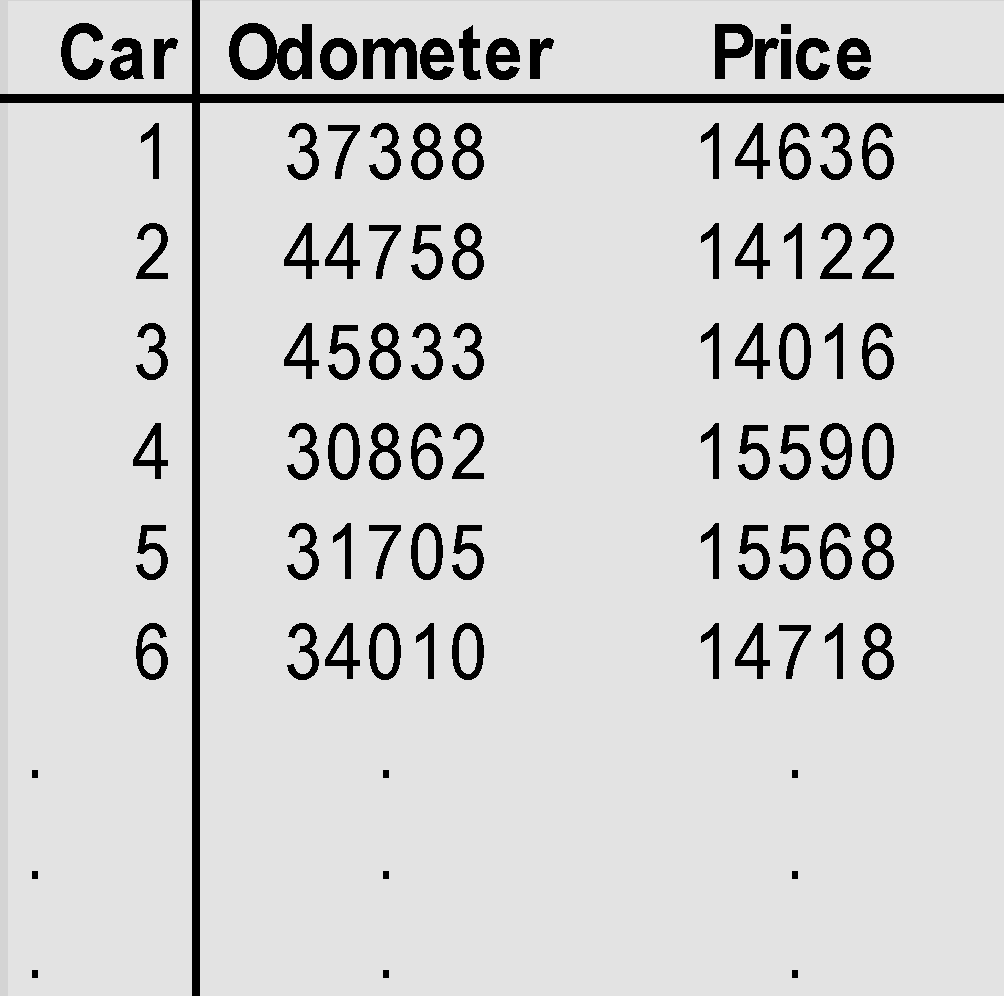 Car Odometer Price
1 37388 14636
2 44758 14122
3 45833 14016
4 30862 15590
5 31705 15568
6 34010 14718
. . .
. . .
. . .